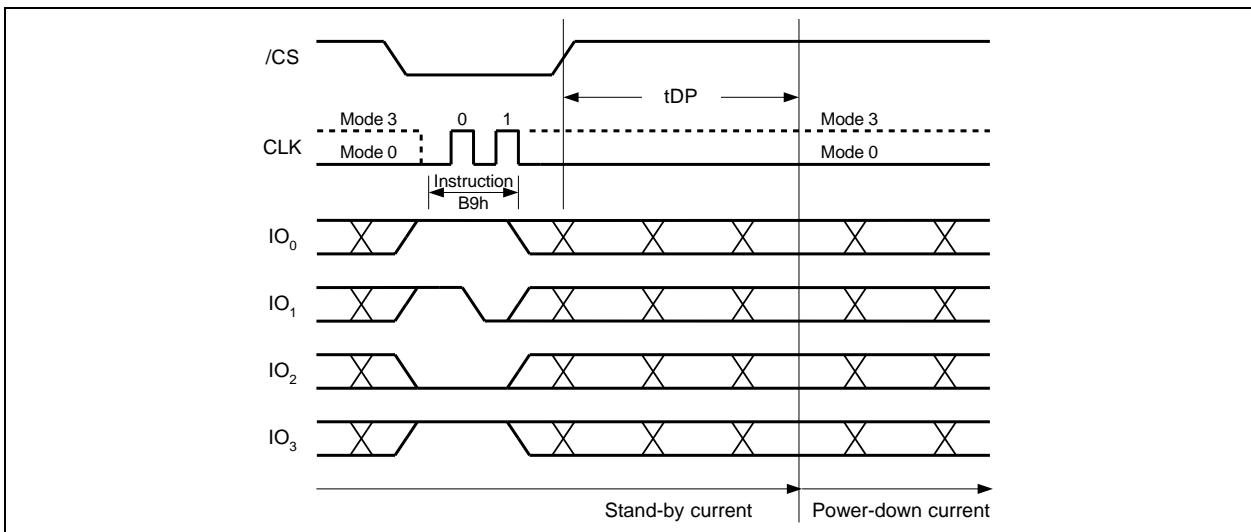 /CS
tDP
Mode 3 0 1 Mode 3
CLK
Mode 0 Mode 0
Instruction
B9h
IO0
IO1
IO2
IO3
Stand-by current Power-down current